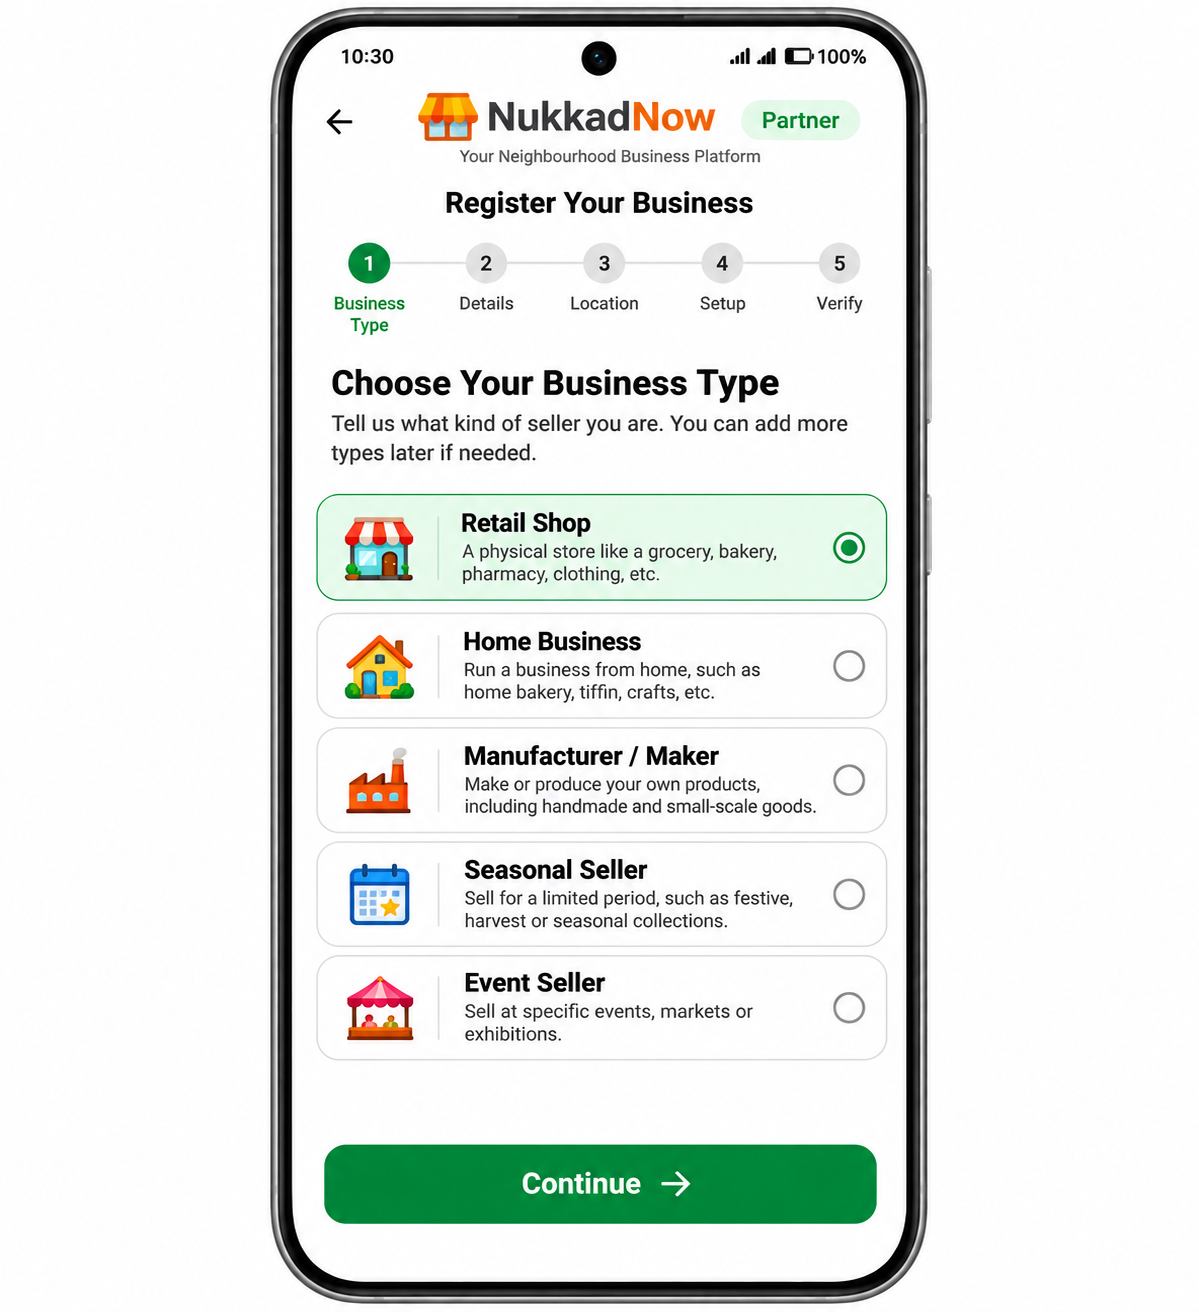 10:30
100%
NukkadNow
Partner
Your Neighbourhood Business Platform
Register Your Business
1 2 3 4 5
Business Type
Details
Location
Setup
Verify
Choose Your Business Type
Tell us what kind of seller you are. You can add more
types later if needed.
Retail Shop
A physical store like a grocery, bakery,
pharmacy, clothing, etc.
Home Business
Run a business from home, such as
home bakery, tiffin, crafts, etc.
Manufacturer / Maker
Make or produce your own products,
including handmade and small-scale goods.
Seasonal Seller
Sell for a limited period, such as festive,
harvest or seasonal collections.
Event Seller
Sell at specific events, markets or
exhibitions.
Continue →